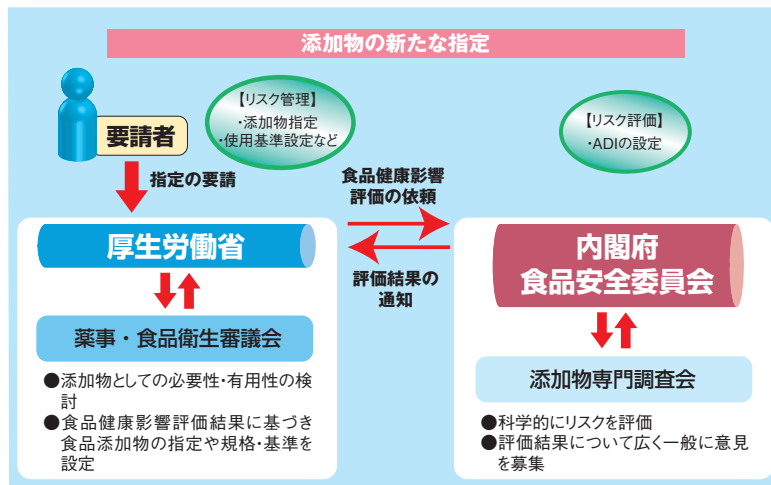 添加物の新たな指定
要請者
【リスク管理】
・添加物指定
・使用基準設定など
【リスク評価】
・ADIの設定
指定の要請
食品健康影響
評価の依頼
厚生労働省
評価結果の
通知
内閣府
食品安全委員会
薬事・食品衛生審議会
●添加物としての必要性・有用性の検
討
●食品健康影響評価結果に基づき
食品添加物の指定や規格・基準を
設定
添加物専門調査会
●科学的にリスクを評価
●評価結果について広く一般に意見
を募集